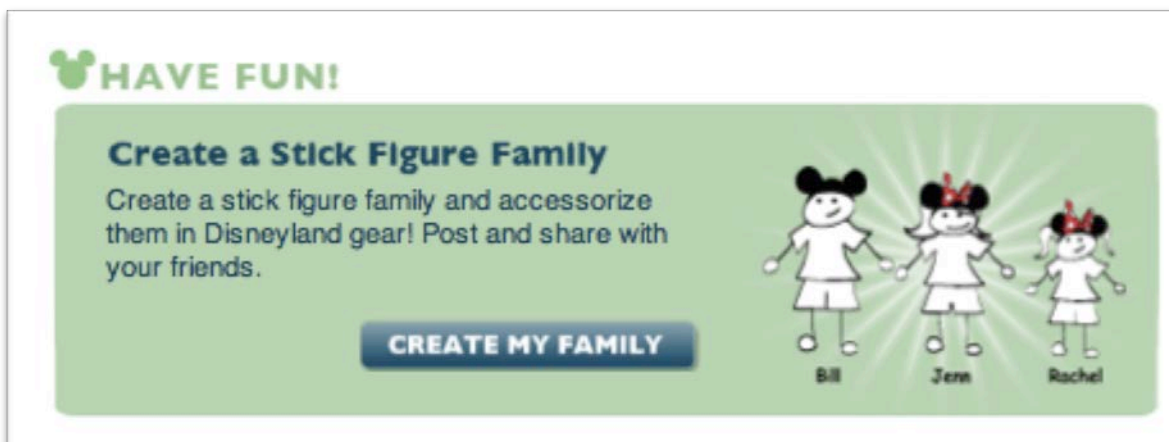 HAVE FUN!
Create a Stick Figure Family
Create a stick figure family and accessorize
them in Disneyland gear! Post and share with
your friends.
CREATE MY FAMILY
Bill
Jenn
Rachel